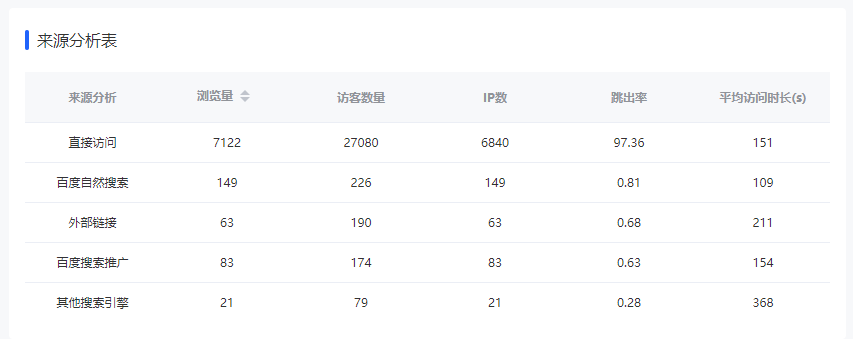 来源分析表
来源分析 浏览量 访客数量 IP数 跳出率 平均访问时长(s)
直接访问 7122 27080 6840 97.36 151
百度自然搜索 149 226 149 0.81 109
外部链接 63 190 63 0.68 211
百度搜索推广 83 174 83 0.63 154
其他搜索引擎 21 79 21 0.28 368